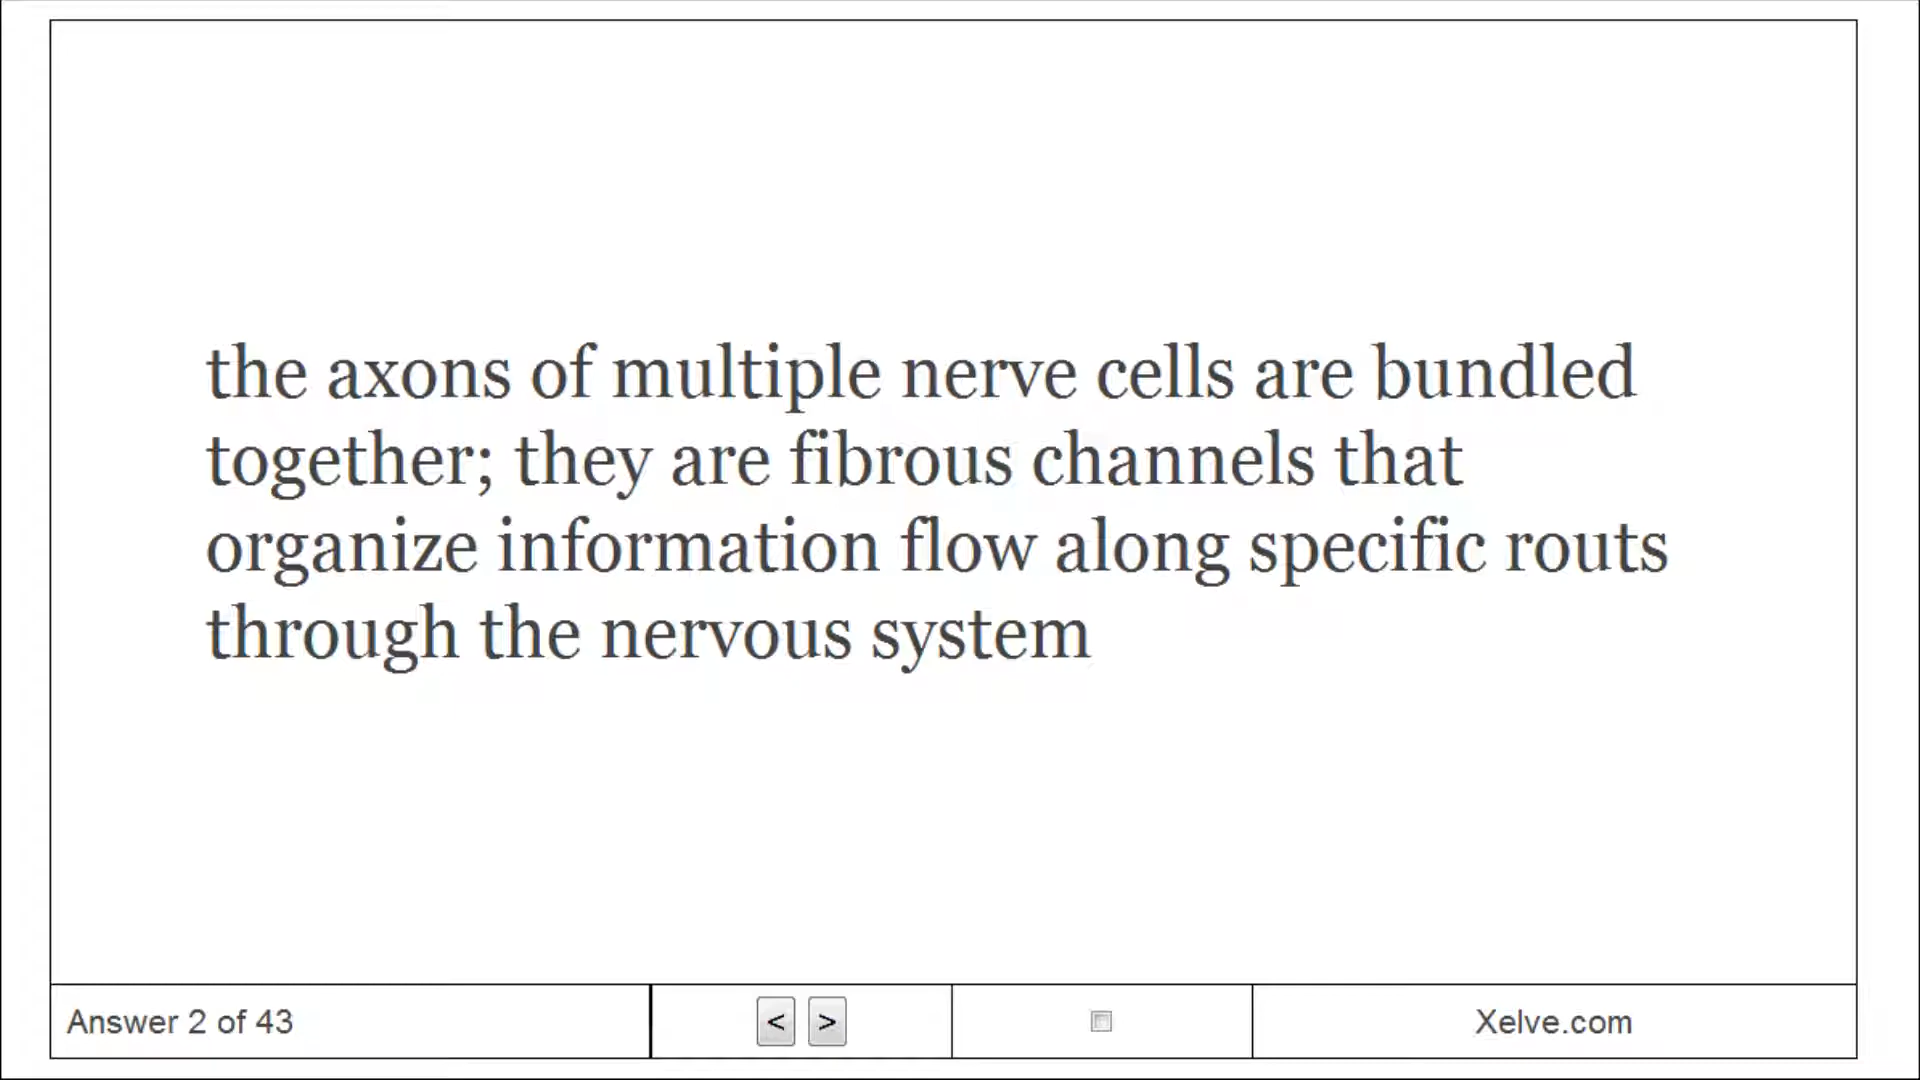 the axons of multiple nerve cells are bundled
together; they are fibrous channels that
organize information flow along specific routs
through the nervous system
Answer 2 of 43
< >
Xelve.com